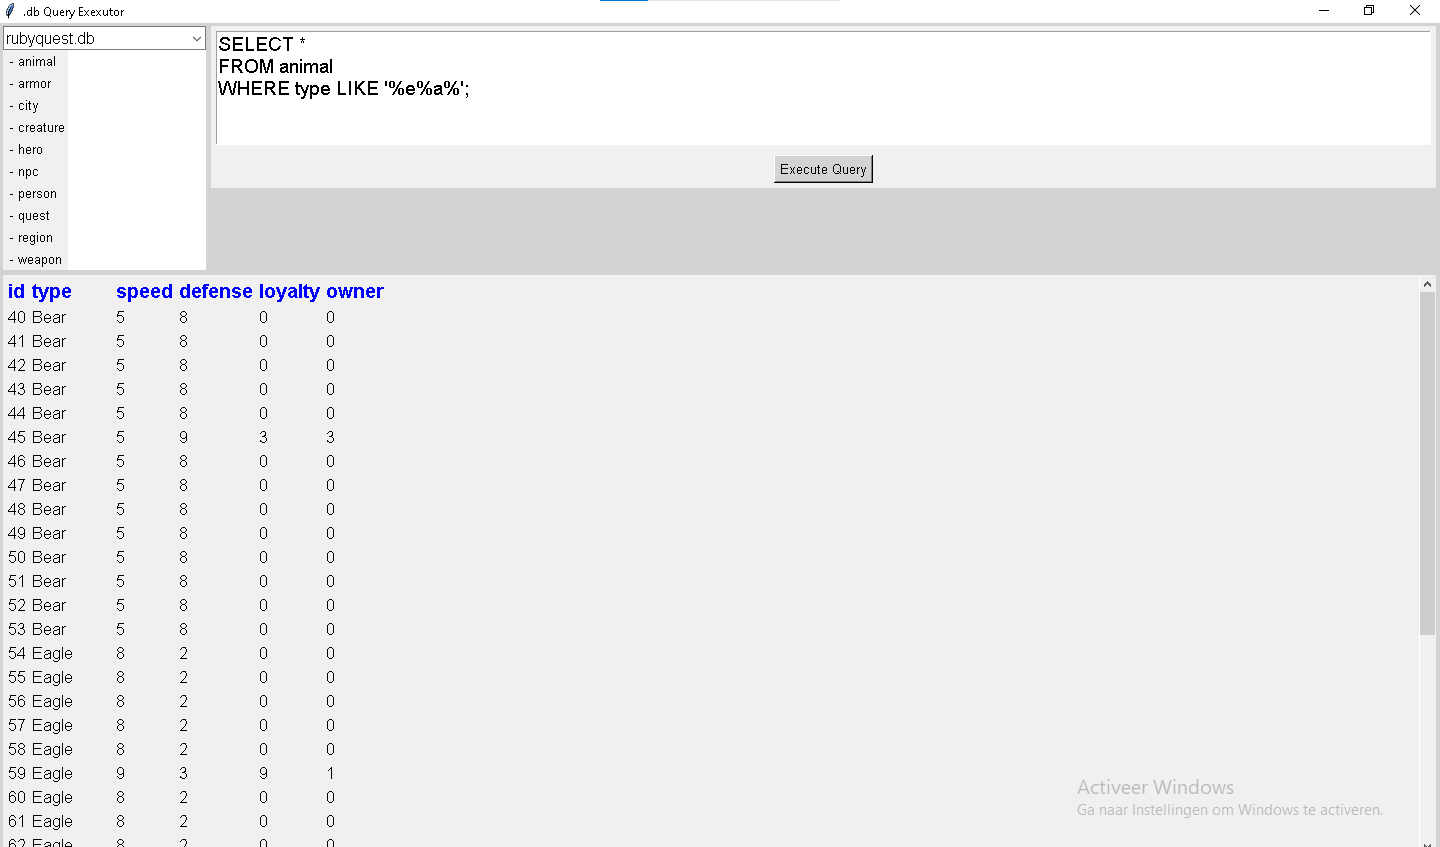 .db Query Exexutor
rubyquest.db
- animal
- armor
- city
- creature
- hero
- npc
- person
- quest
- region
- weapon
SELECT *
FROM animal
WHERE type LIKE '%e%a%';
Execute Query
id type speed defense loyalty owner
40 Bear 5 8 0 0
41 Bear 5 8 0 0
42 Bear 5 8 0 0
43 Bear 5 8 0 0
44 Bear 5 8 0 0
45 Bear 5 9 3 3
46 Bear 5 8 0 0
47 Bear 5 8 0 0
48 Bear 5 8 0 0
49 Bear 5 8 0 0
50 Bear 5 8 0 0
51 Bear 5 8 0 0
52 Bear 5 8 0 0
53 Bear 5 8 0 0
54 Eagle 8 2 0 0
55 Eagle 8 2 0 0
56 Eagle 8 2 0 0
57 Eagle 8 2 0 0
58 Eagle 8 2 0 0
59 Eagle 9 3 9 1
60 Eagle 8 2 0 0
61 Eagle 8 2 0 0
62 Eagle 8 2 0 0
Activeer Windows
Ga naar Instellingen om Windows te activeren.